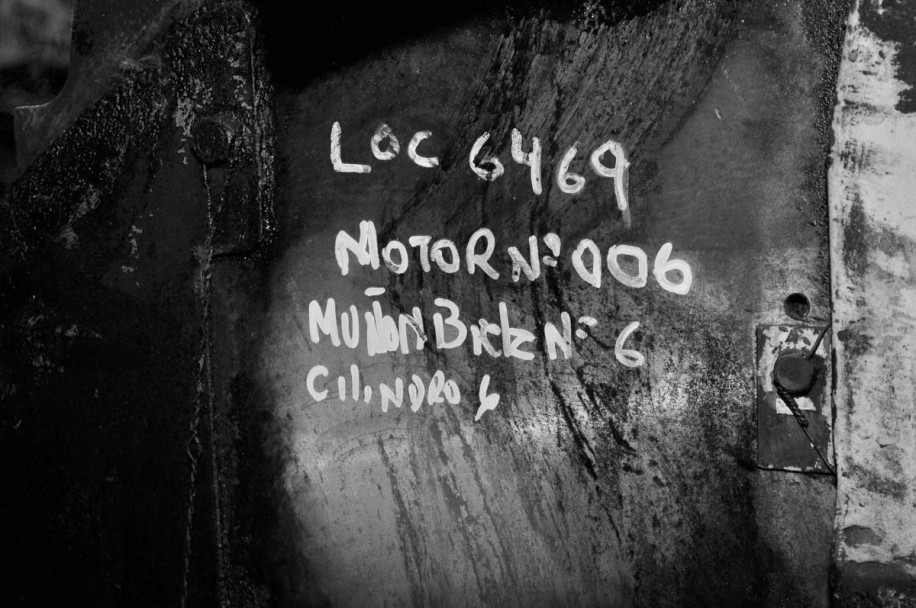 LOC 6469
MOTOR Nº 006
MUÑON Nº 6
CILINDRO 6